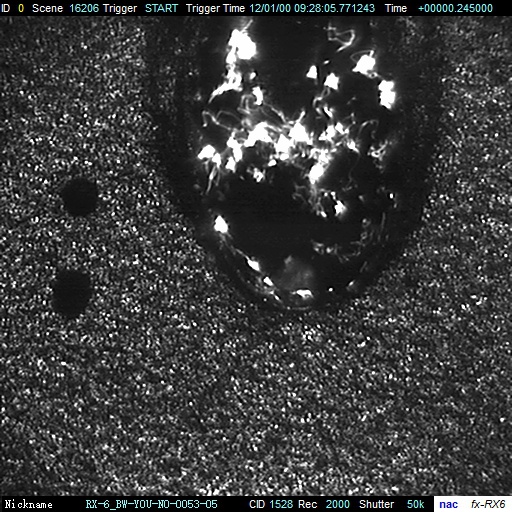 ID 0 Scene 16206 Trigger START Trigger Time 12/01/00 09:28:05.771243 Time +00000.245000
Nickname RX-6_BW-YOU-NO-0053-05 CID 1528 Rec 2000 Shutter 50k nac fx-RX6